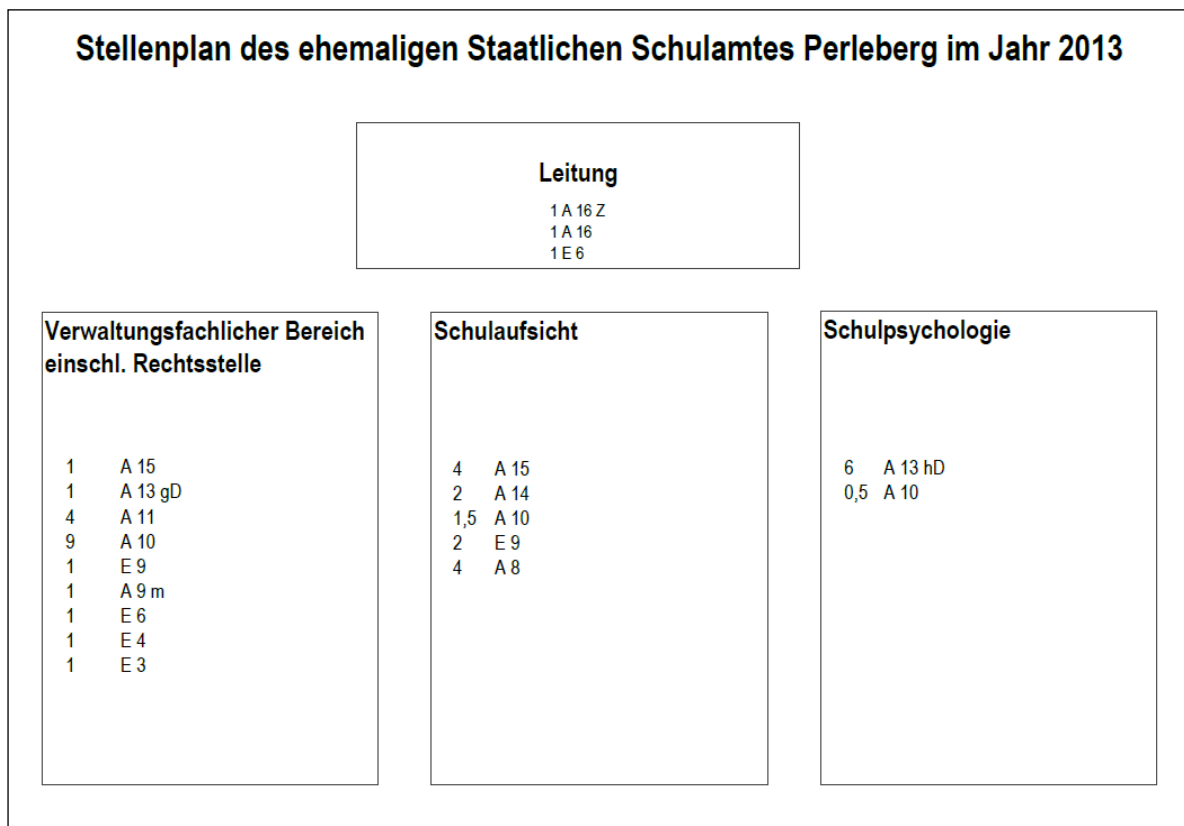 Stellenplan des ehemaligen Staatlichen Schulamtes Perleberg im Jahr 2013
Leitung
1 A 16 Z
1 A 16
1 E 6
Verwaltungsfachlicher Bereich
einschl. Rechtsstelle
1 A 15
1 A 13 gD
4 A 11
9 A 10
1 E 9
1 A 9 m
1 E 6
1 E 4
1 E 3
Schulaufsicht
4 A 15
2 A 14
1,5 A 10
2 E 9
4 A 8
Schulpsychologie
6 A 13 hD
0,5 A 10